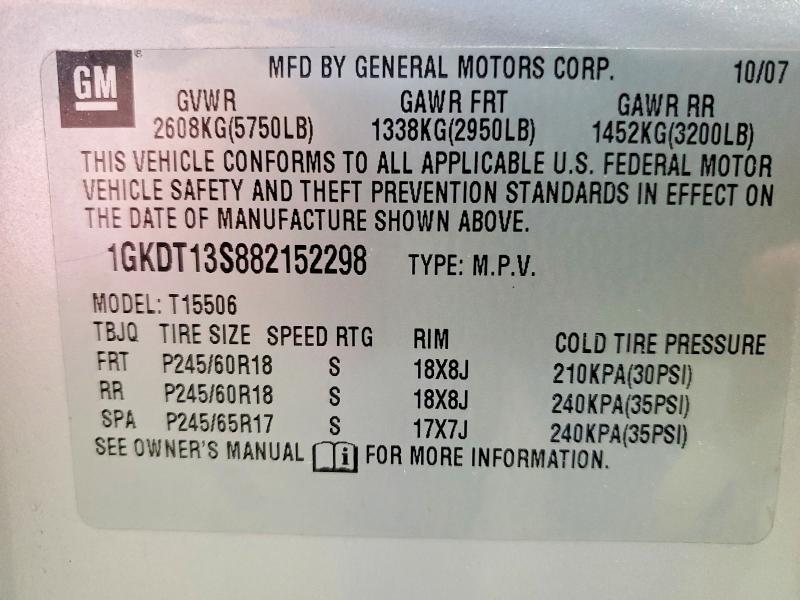 GM ®
MFD BY GENERAL MOTORS CORP. 10/07
GVWR GAWR FRT GAWR RR
2608KG(5750LB) 1338KG(2950LB) 1452KG(3200LB)
THIS VEHICLE CONFORMS TO ALL APPLICABLE U.S. FEDERAL MOTOR
VEHICLE SAFETY AND THEFT PREVENTION STANDARDS IN EFFECT ON
THE DATE OF MANUFACTURE SHOWN ABOVE.
1GKDT13S882152298 TYPE: M.P.V.
MODEL: T15506
TBJQ TIRE SIZE SPEED RTG RIM COLD TIRE PRESSURE
FRT P245/60R18 S 18X8J 210KPA(30PSI)
RR P245/60R18 S 18X8J 240KPA(35PSI)
SPA P245/65R17 S 17X7J 240KPA(35PSI)
SEE OWNER'S MANUAL i FOR MORE INFORMATION.